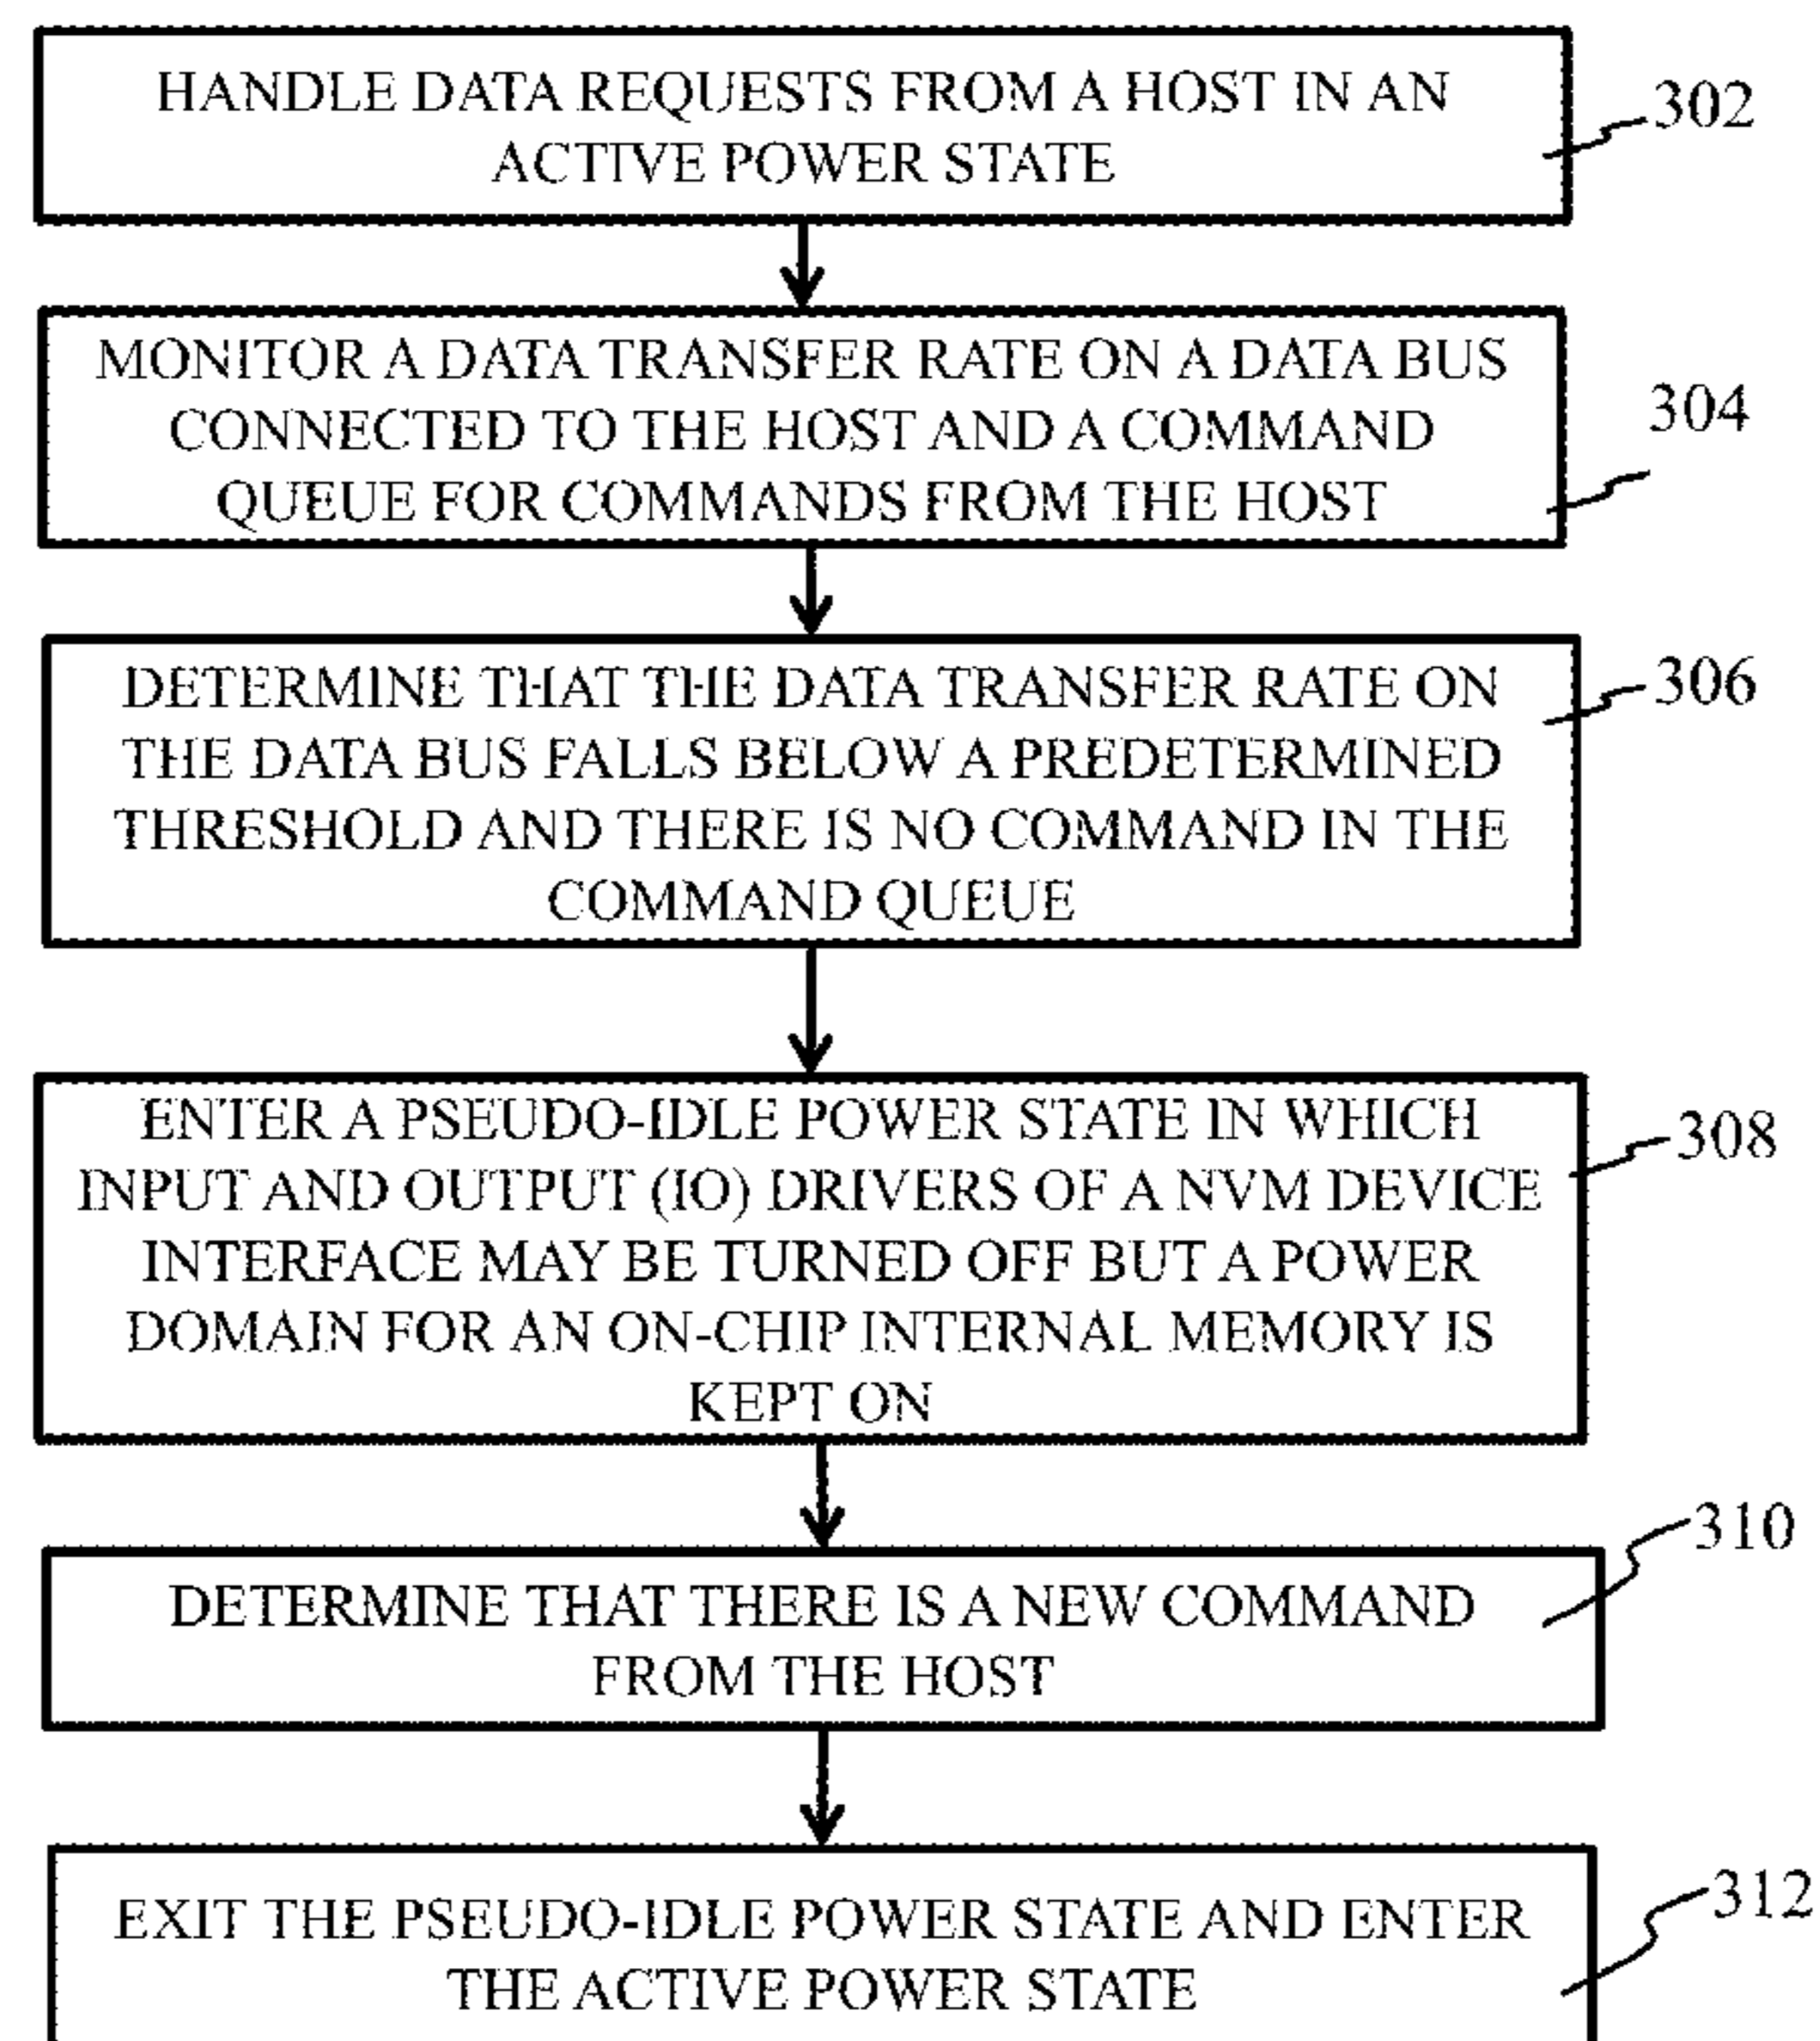 HANDLE DATA REQUESTS FROM A HOST IN AN
ACTIVE POWER STATE
302
MONITOR A DATA TRANSFER RATE ON A DATA BUS
CONNECTED TO THE HOST AND A COMMAND
QUEUE FOR COMMANDS FROM THE HOST
304
DETERMINE THAT THE DATA TRANSFER RATE ON
THE DATA BUS FALLS BELOW A PREDETERMINED
THRESHOLD AND THERE IS NO COMMAND IN THE
COMMAND QUEUE
306
ENTER A PSEUDO-IDLE POWER STATE IN WHICH
INPUT AND OUTPUT (IO) DRIVERS OF A NVM DEVICE
INTERFACE MAY BE TURNED OFF BUT A POWER
DOMAIN FOR AN ON-CHIP INTERNAL MEMORY IS
KEPT ON
308
DETERMINE THAT THERE IS A NEW COMMAND
FROM THE HOST
310
EXIT THE PSEUDO-IDLE POWER STATE AND ENTER
THE ACTIVE POWER STATE
312